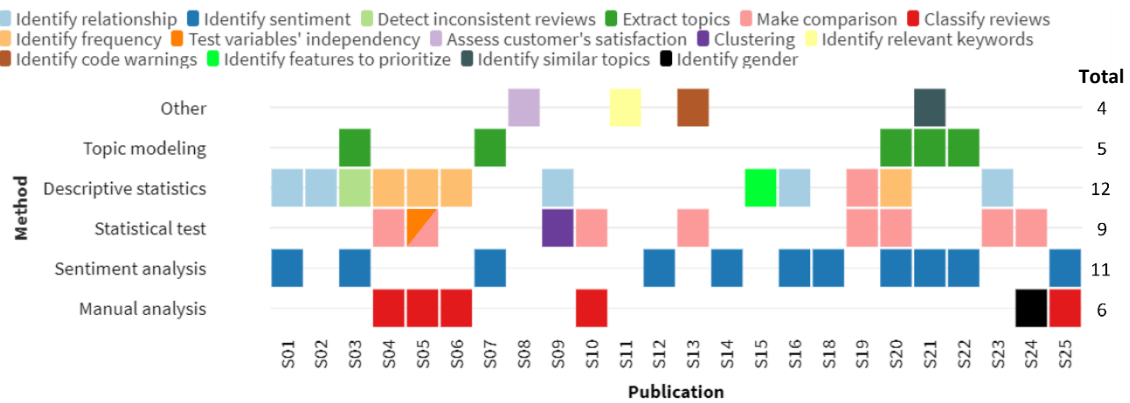 Identify relationship Identify sentiment Detect inconsistent reviews Extract topics Make comparison Classify reviews
Identify frequency Test variables' independency Assess customer's satisfaction Clustering Identify relevant keywords
Identify code warnings Identify features to prioritize Identify similar topics Identify gender
Total
Other 4
Topic modeling 5
Descriptive statistics 12
Statistical test 9
Sentiment analysis 11
Manual analysis 6
Method
S01 S02 S03 S04 S05 S06 S07 S08 S09 S10 S11 S12 S13 S14 S15 S16 S18 S19 S20 S21 S22 S23 S24 S25
Publication